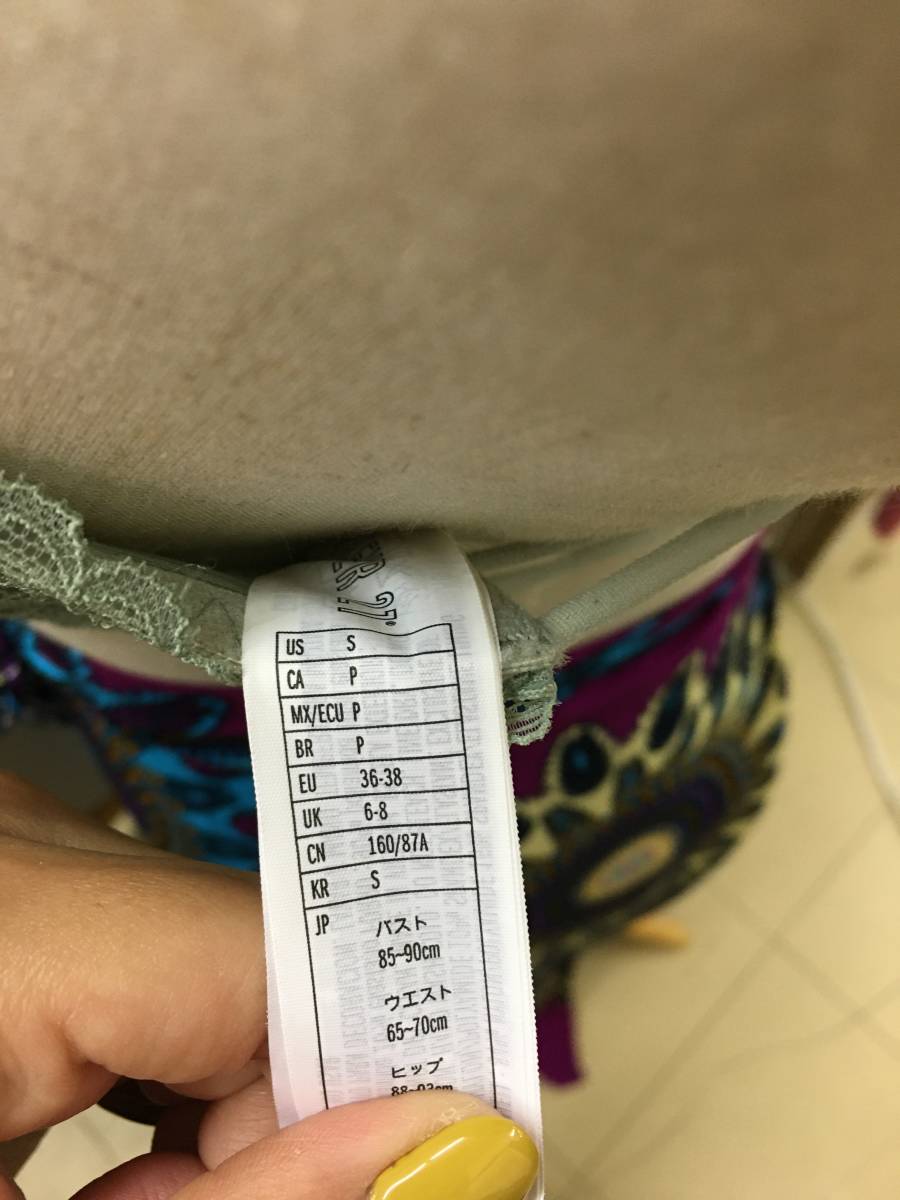 US S
CA P
MX/ECU P
BR P
EU 36-38
UK 6-8
CN 160/87A
KR S
JP バスト
85~90cm
ウエスト
65~70cm
ヒップ